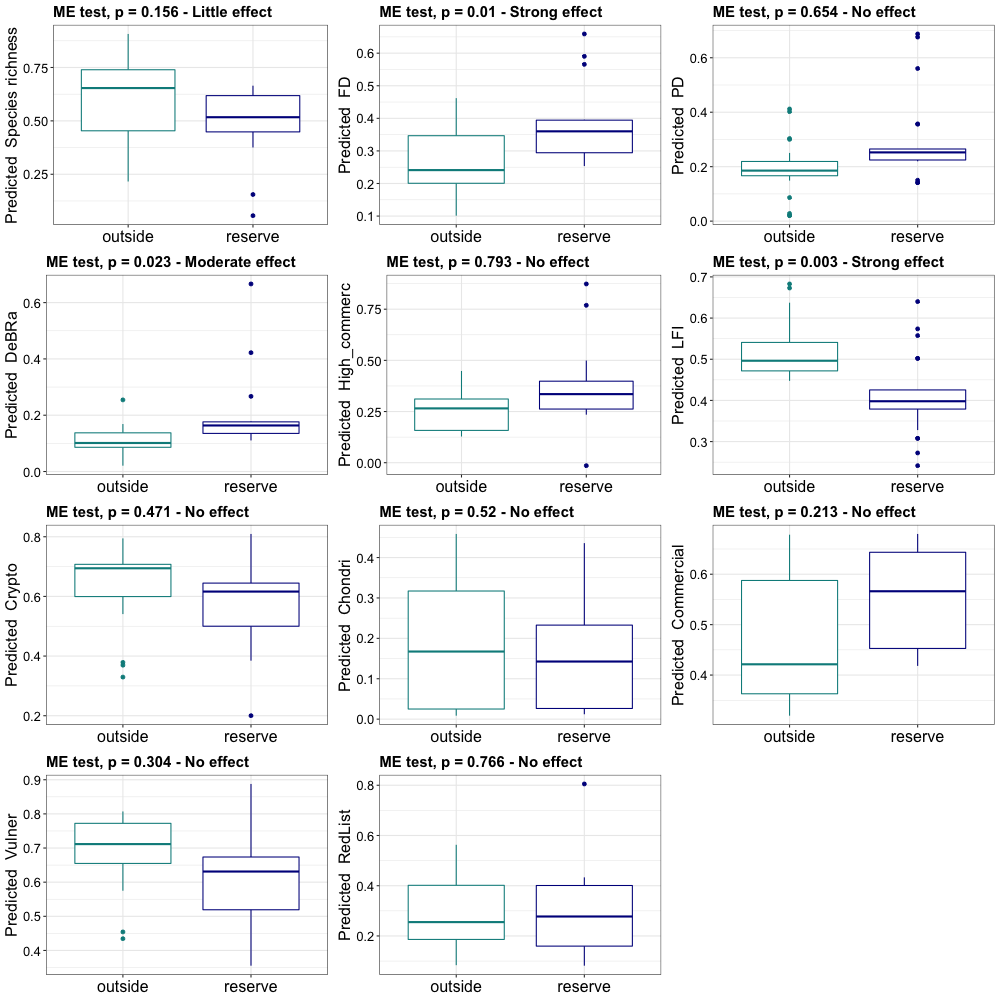 ME test, p = 0.156 - Little effect
Predicted Species richness
0.75
0.50
0.25
outside reserve
ME test, p = 0.01 - Strong effect
Predicted FD
0.6
0.5
0.4
0.3
0.2
0.1
outside reserve
ME test, p = 0.654 - No effect
Predicted PD
0.6
0.4
0.2
0.0
outside reserve
ME test, p = 0.023 - Moderate effect
Predicted DeBRa
0.6
0.4
0.2
0.0
outside reserve
ME test, p = 0.793 - No effect
Predicted High_commerc
0.75
0.50
0.25
0.00
outside reserve
ME test, p = 0.003 - Strong effect
Predicted LFI
0.7
0.6
0.5
0.4
0.3
outside reserve
ME test, p = 0.471 - No effect
Predicted Crypto
0.8
0.6
0.4
0.2
outside reserve
ME test, p = 0.52 - No effect
Predicted Chondri
0.4
0.3
0.2
0.1
0.0
outside reserve
ME test, p = 0.213 - No effect
Predicted Commercial
0.6
0.5
0.4
outside reserve
ME test, p = 0.304 - No effect
Predicted Vulner
0.9
0.8
0.7
0.6
0.5
0.4
outside reserve
ME test, p = 0.766 - No effect
Predicted RedList
0.8
0.6
0.4
0.2
outside reserve